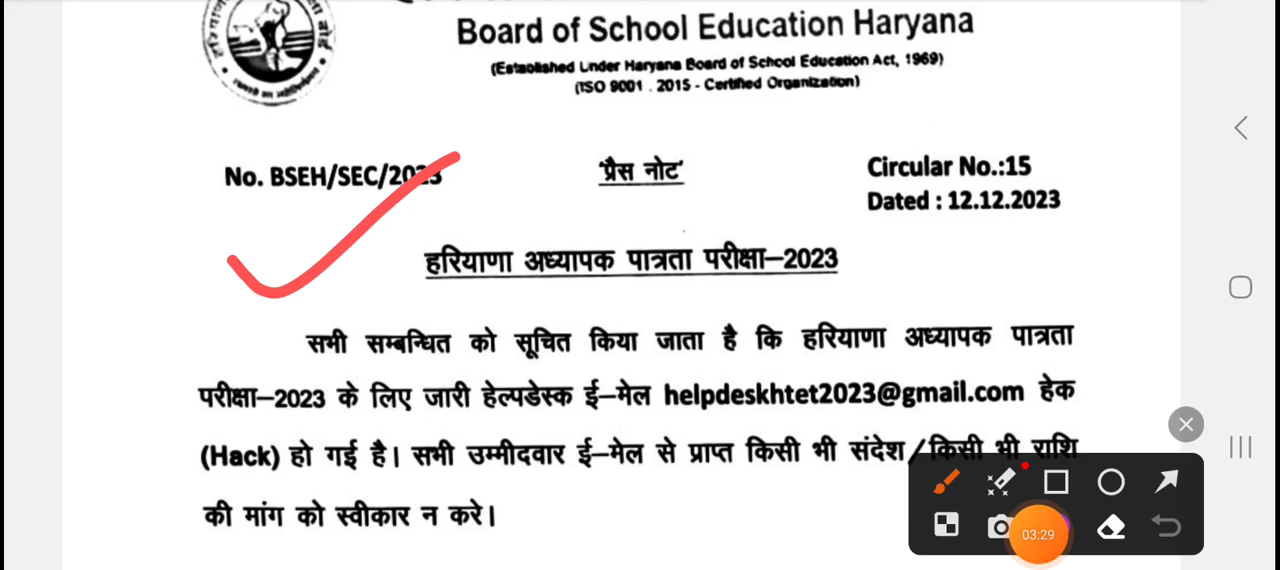 Board of School Education Haryana
(Established Under Haryana Board of School Education Act, 1969)
(ISO 9001 . 2015 - Certified Organization)
No. BSEH/SEC/2023
'प्रैस नोट'
Circular No.:15
Dated : 12.12.2023
हरियाणा अध्यापक पात्रता परीक्षा–2023
सभी सम्बन्धित को सूचित किया जाता है कि हरियाणा अध्यापक पात्रता
परीक्षा–2023 के लिए जारी हेल्पडेस्क ई–मेल helpdeskhtet2023@gmail.com हेक
(Hack) हो गई है। सभी उम्मीदवार ई–मेल से प्राप्त किसी भी संदेश/किसी भी राशि
की मांग को स्वीकार न करे।
03:29